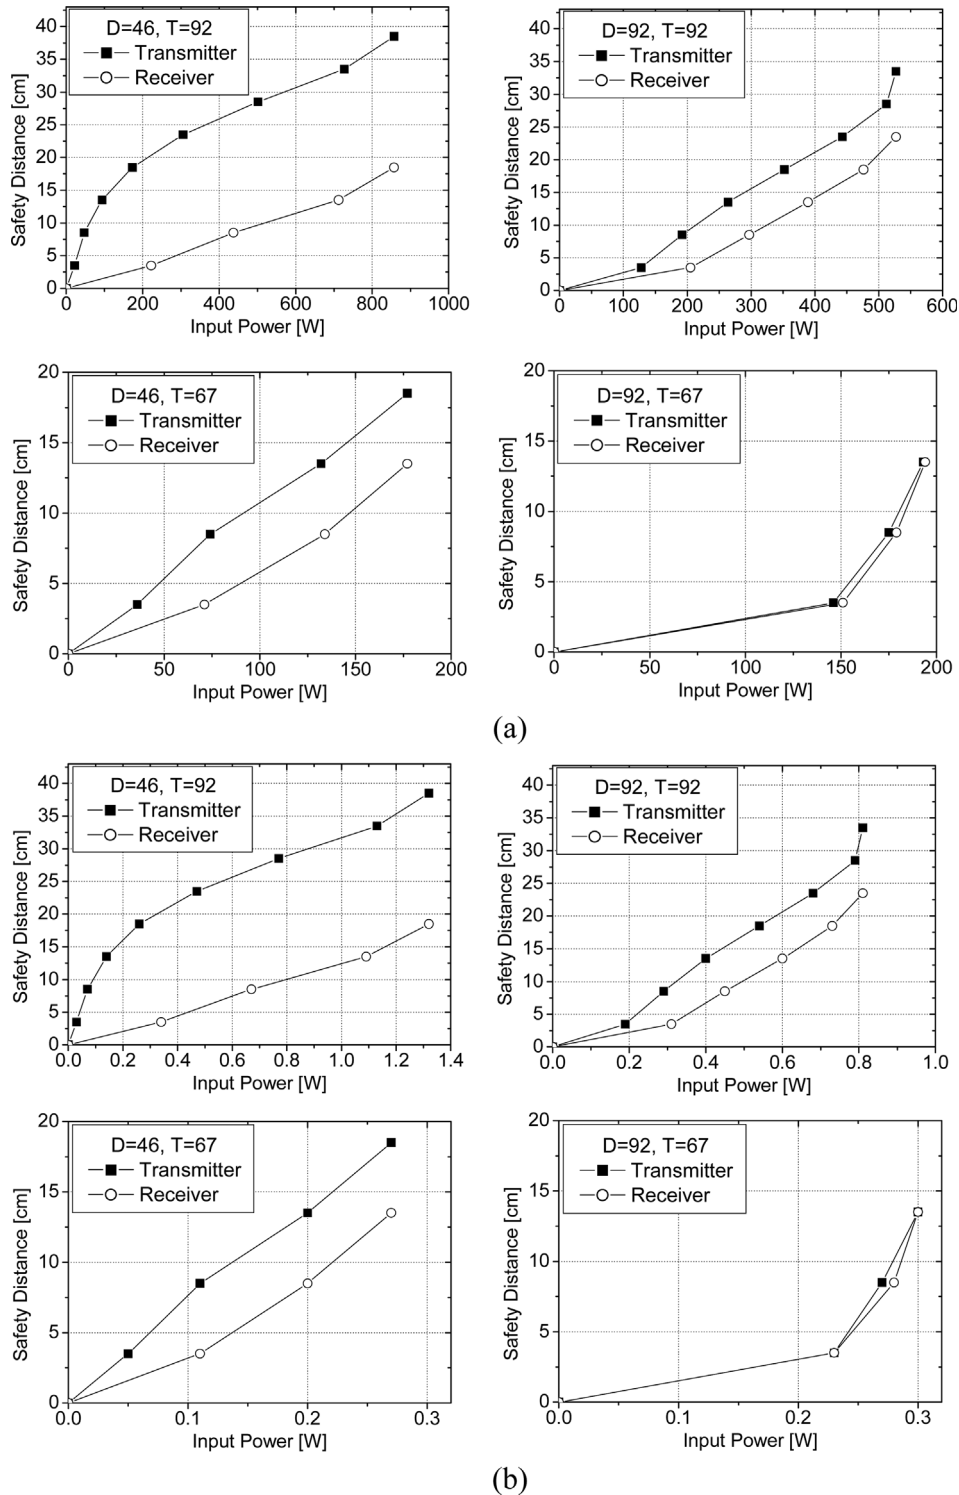 D=46, T=92
Transmitter
Receiver
Safety Distance [cm]
40
35
30
25
20
15
10
5
0
0 200 400 600 800 1000
Input Power [W]
D=92, T=92
Transmitter
Receiver
Safety Distance [cm]
40
35
30
25
20
15
10
5
0
0 100 200 300 400 500 600
Input Power [W]
D=46, T=67
Transmitter
Receiver
Safety Distance [cm]
20
15
10
5
0
0 50 100 150 200
Input Power [W]
D=92, T=67
Transmitter
Receiver
Safety Distance [cm]
20
15
10
5
0
0 50 100 150 200
Input Power [W]
(a)
D=46, T=92
Transmitter
Receiver
Safety Distance [cm]
40
35
30
25
20
15
10
5
0
0.0 0.2 0.4 0.6 0.8 1.0 1.2 1.4
Input Power [W]
D=92, T=92
Transmitter
Receiver
Safety Distance [cm]
40
35
30
25
20
15
10
5
0
0.0 0.2 0.4 0.6 0.8 1.0
Input Power [W]
D=46, T=67
Transmitter
Receiver
Safety Distance [cm]
20
15
10
5
0
0.0 0.1 0.2 0.3
Input Power [W]
D=92, T=67
Transmitter
Receiver
Safety Distance [cm]
20
15
10
5
0
0.0 0.1 0.2 0.3
Input Power [W]
(b)